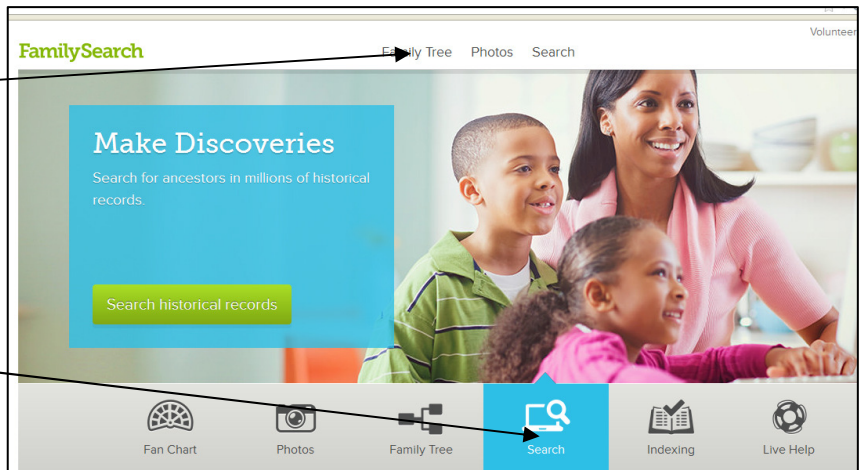 Volunteer
FamilySearch
Family Tree Photos Search
Make Discoveries
Search for ancestors in millions of historical
records.
Search historical records
Fan Chart Photos Family Tree Search Indexing Live Help